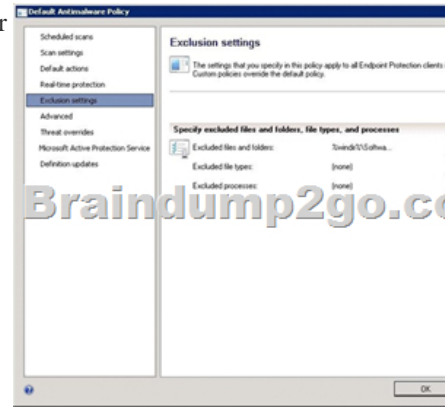 r
Default Antimalware Policy
Scheduled scans
Scan settings
Default actions
Real-time protection
Exclusion settings
Advanced
Threat overrides
Microsoft Active Protection Service
Definition updates
Exclusion settings
The settings that you specify in this policy apply to all Endpoint Protection clients
Custom policies override the default policy.
Specify excluded files and folders, file types, and processes
Excluded files and folders: %windir%\Softwa...
Excluded file types: (none)
Excluded processes: (none)
Braindump2go.co
OK